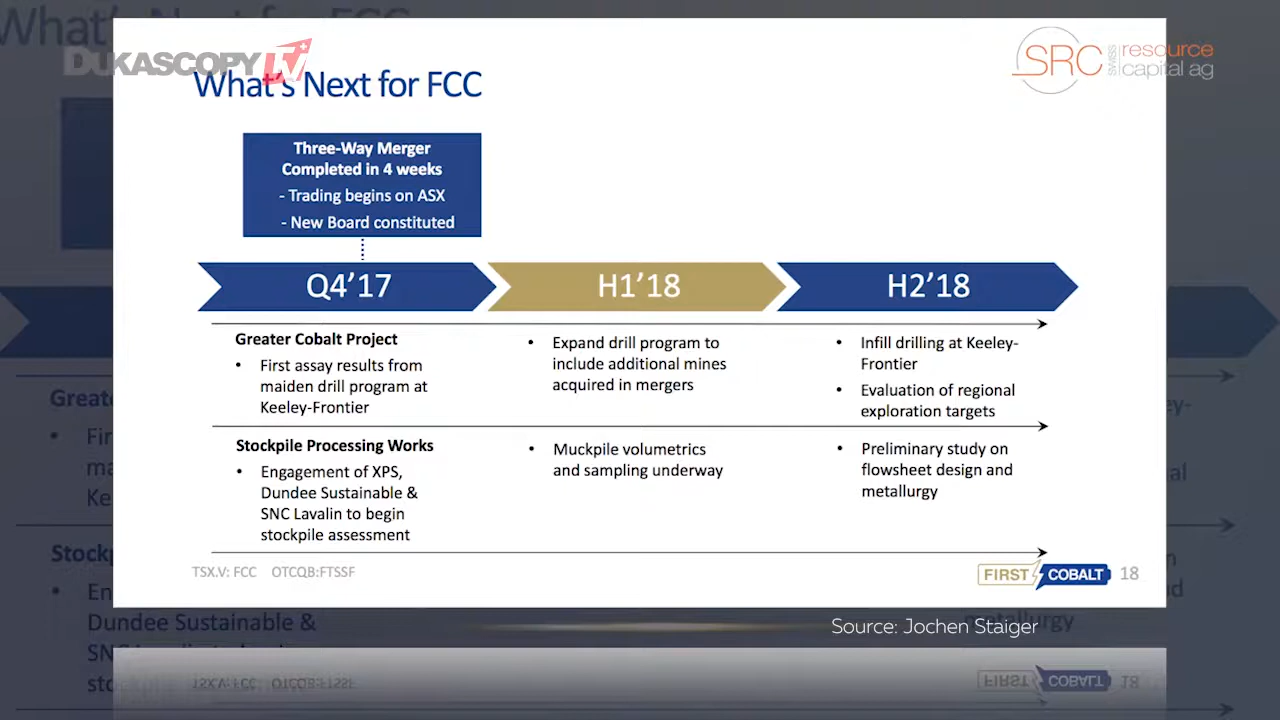 DUKASCOPY TV
SRC SWISS resource capital ag
What's Next for FCC
Three-Way Merger
Completed in 4 weeks
- Trading begins on ASX
- New Board constituted
Q4’17
H1’18
H2’18
Greater Cobalt Project
• First assay results from
maiden drill program at
Keeley-Frontier
• Expand drill program to
include additional mines
acquired in mergers
• Infill drilling at Keeley-
Frontier
• Evaluation of regional
exploration targets
Stockpile Processing Works
• Engagement of XPS,
Dundee Sustainable &
SNC Lavalin to begin
stockpile assessment
• Muckpile volumetrics
and sampling underway
• Preliminary study on
flowsheet design and
metallurgy
TSX.V: FCC OTCQB:FTSSF
FIRST COBALT 18
Source: Jochen Staiger